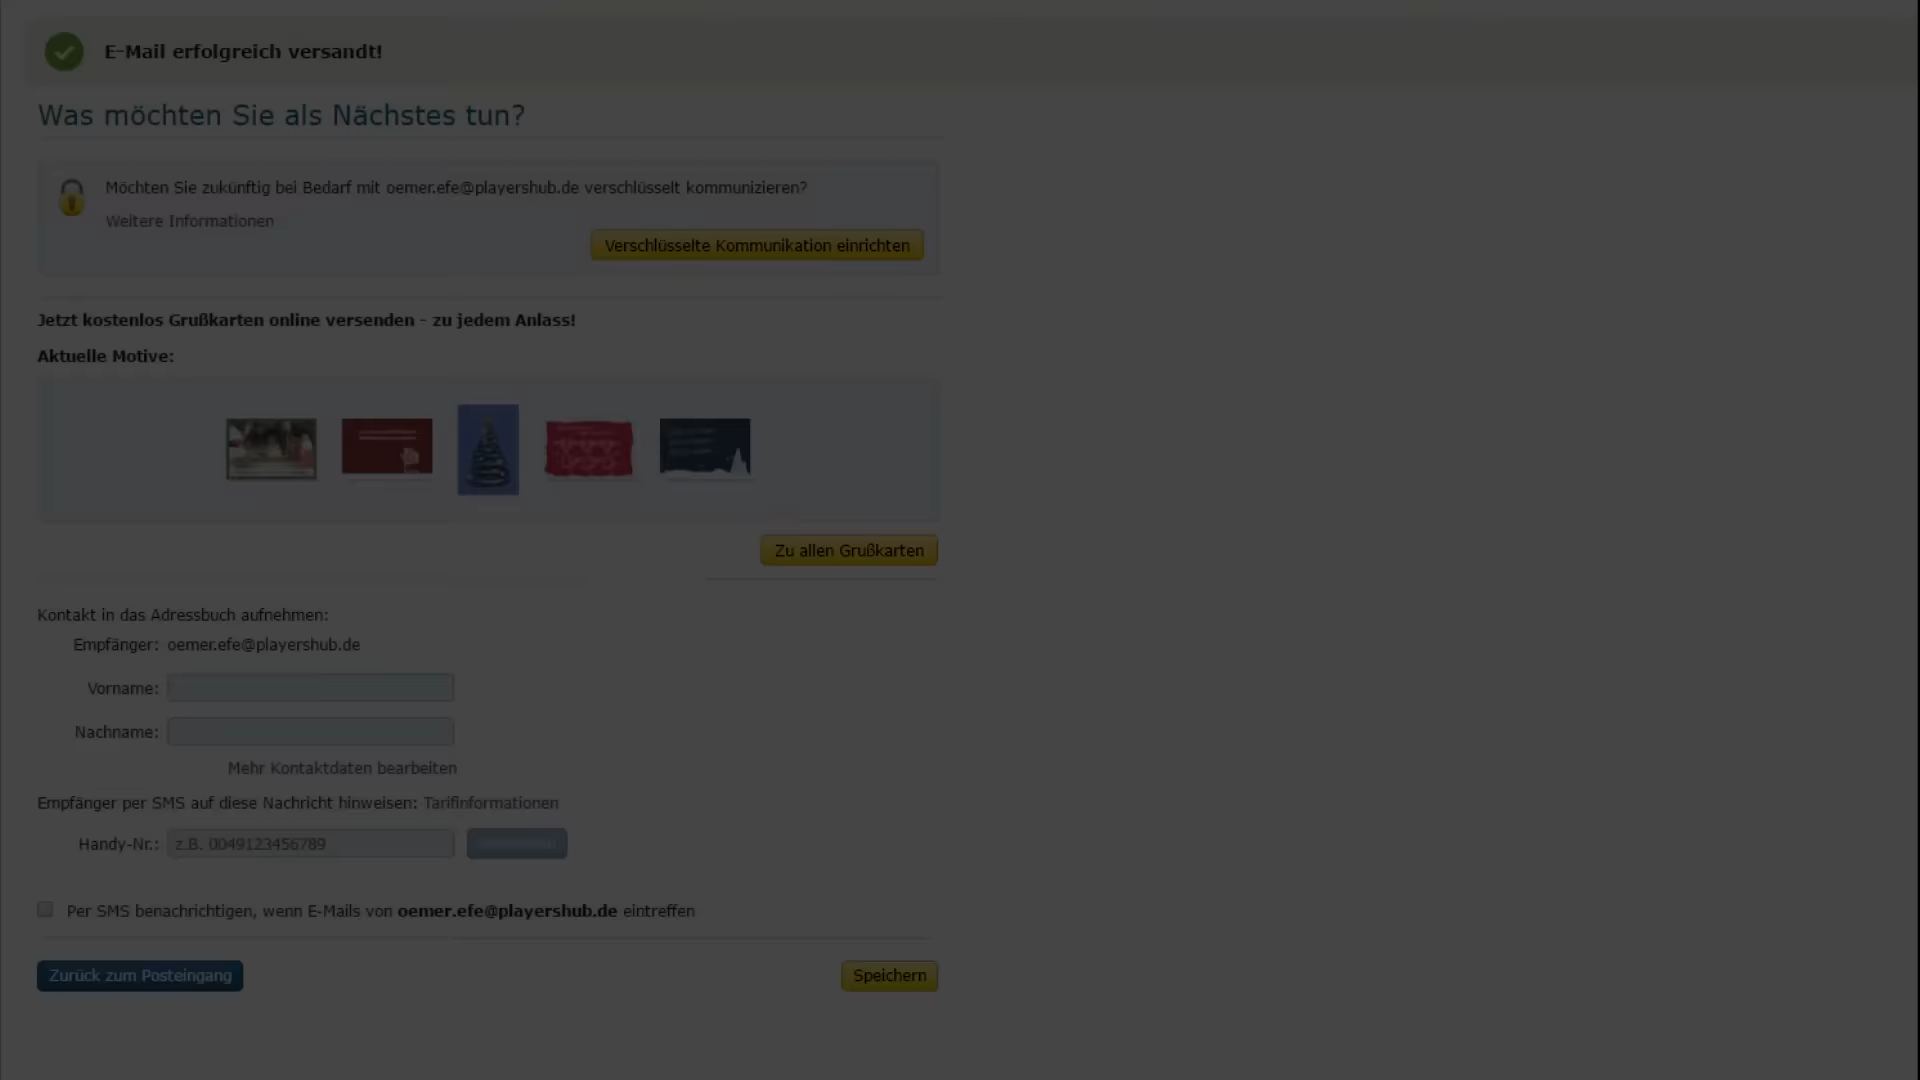 E-Mail erfolgreich versandt!
Was möchten Sie als Nächstes tun?
Möchten Sie zukünftig bei Bedarf mit oemer.efe@playershub.de verschlüsselt kommunizieren?
Weitere Informationen
Verschlüsselte Kommunikation einrichten
Jetzt kostenlos Grußkarten online versenden - zu jedem Anlass!
Aktuelle Motive:
Zu allen Grußkarten
Kontakt in das Adressbuch aufnehmen:
Empfänger: oemer.efe@playershub.de
Vorname:
Nachname:
Mehr Kontaktdaten bearbeiten
Empfänger per SMS auf diese Nachricht hinweisen: Tarifinformationen
Handy-Nr.: z.B. 0049123456789
Per SMS benachrichtigen, wenn E-Mails von oemer.efe@playershub.de eintreffen
Zurück zum Posteingang
Speichern